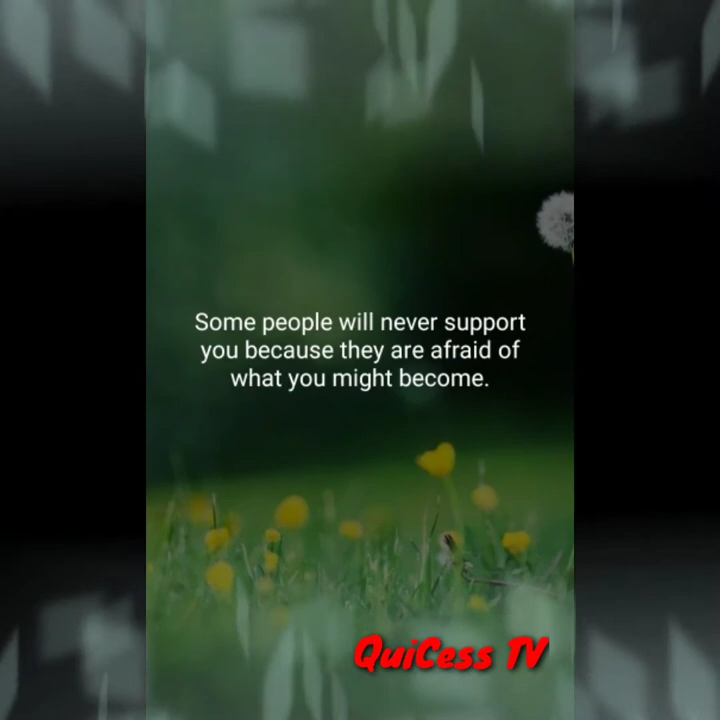 Some people will never support
you because they are afraid of
what you might become.
QuiCess TV